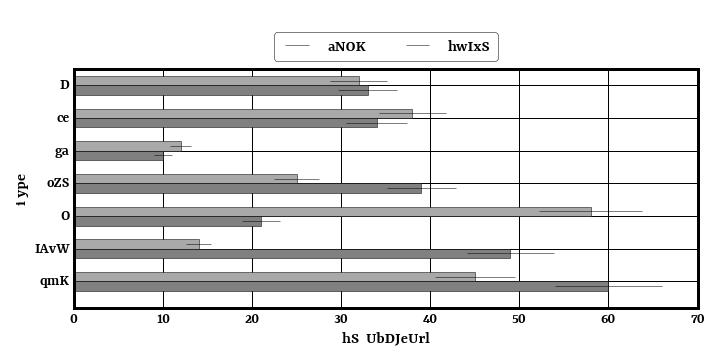 aNOK hwIxS
D
ce
ga
oZS
O
IAvW
qmK
i ype
0 10 20 30 40 50 60 70
hS UbDJeUrl